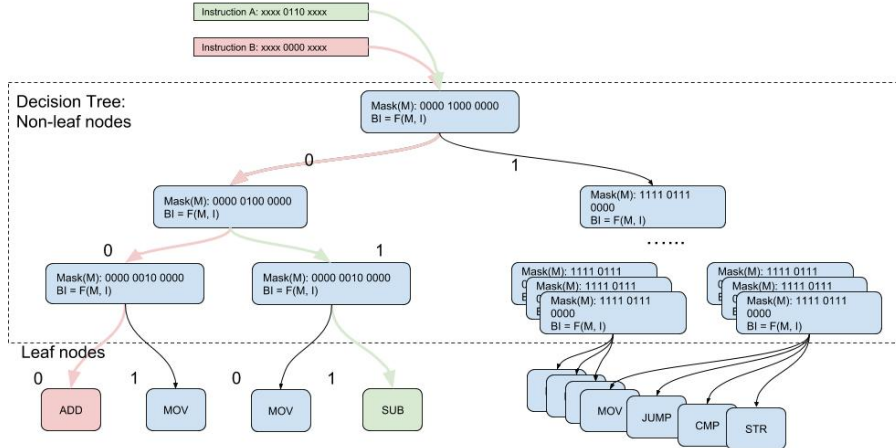 Instruction A: xxxx 0110 xxxx
Instruction B: xxxx 0000 xxxx
Decision Tree:
Non-leaf nodes
Mask(M): 0000 1000 0000
BI = F(M, I)
0
1
Mask(M): 0000 0100 0000
BI = F(M, I)
Mask(M): 1111 0111
0000
BI = F(M, I)
......
0
1
Mask(M): 0000 0010 0000
BI = F(M, I)
Mask(M): 0000 0010 0000
BI = F(M, I)
Mask(M): 1111 0111
Mask(M): 1111 0111
Mask(M): 1111 0111
0000
BI = F(M, I)
Mask(M): 1111 0111
Mask(M): 1111 0111
Mask(M): 1111 0111
0000
BI = F(M, I)
Leaf nodes
0
1
0
1
ADD
MOV
MOV
SUB
MOV
JUMP
CMP
STR